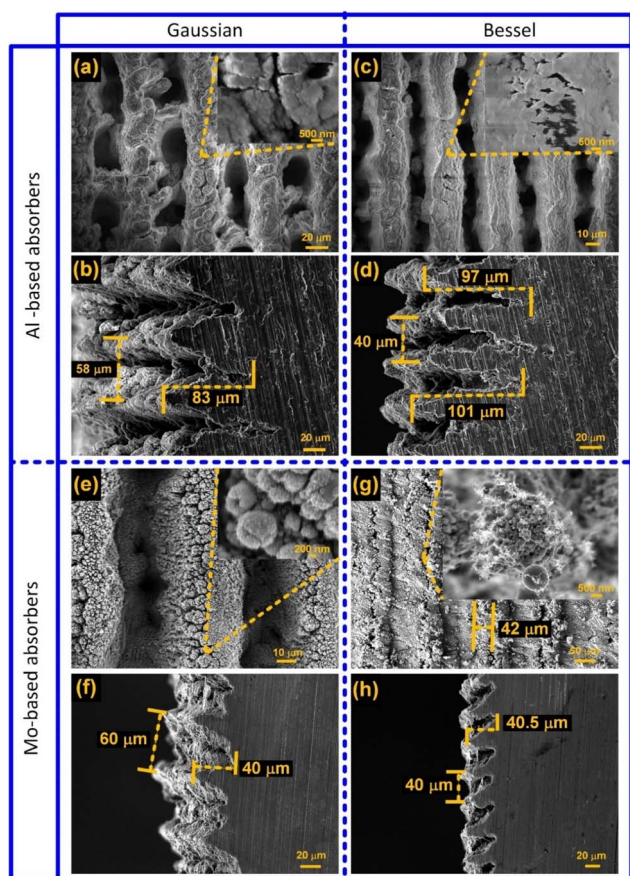 Gaussian
Bessel
Al -based absorbers
(a)
500 nm
20 μm
(c)
500 nm
10 μm
(b)
58 μm
83 μm
20 μm
(d)
97 μm
40 μm
101 μm
20 μm
Mo-based absorbers
(e)
200 nm
10 μm
(g)
500 nm
42 μm
50 μm
(f)
60 μm
40 μm
20 μm
(h)
40.5 μm
40 μm
20 μm